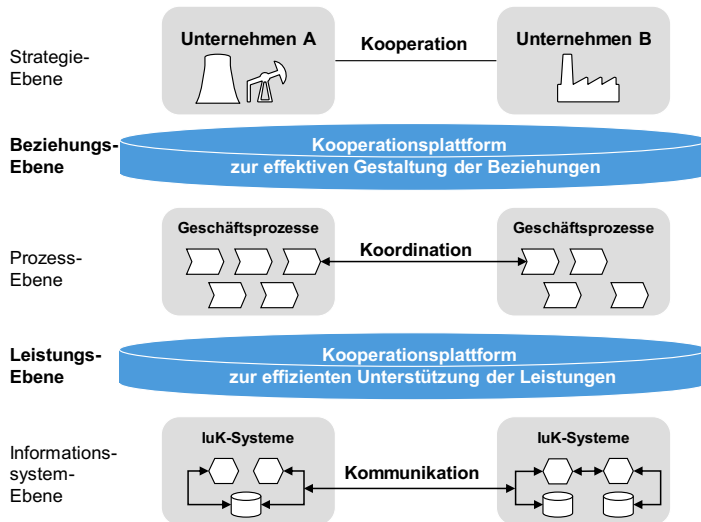 Strategie-
Ebene
Unternehmen A
Kooperation
Unternehmen B
Beziehungs-
Ebene
Kooperationsplattform
zur effektiven Gestaltung der Beziehungen
Prozess-
Ebene
Geschäftsprozesse
Koordination
Geschäftsprozesse
Leistungs-
Ebene
Kooperationsplattform
zur effizienten Unterstützung der Leistungen
Informations-
system-
Ebene
IuK-Systeme
Kommunikation
IuK-Systeme